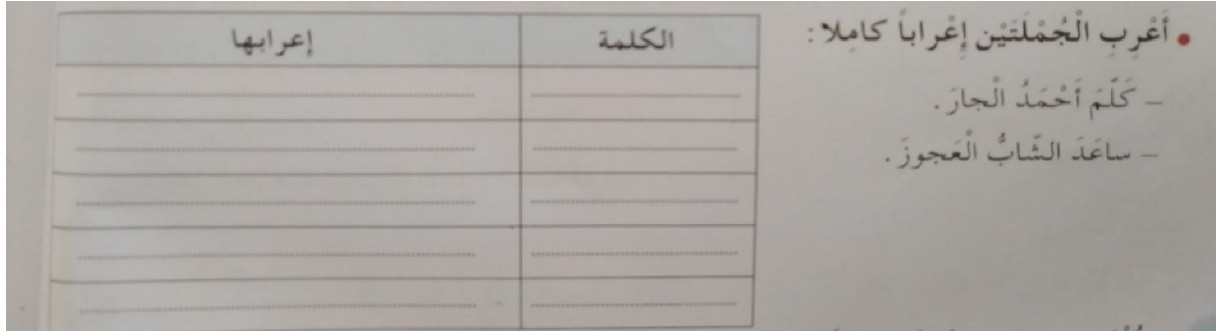 • أَعْرِبِ الْجُمْلَتَيْنِ إِعْراباً كامِلا :
– كَلَّمَ أَحْمَدُ الْجارَ .
– ساعَدَ الشّابُّ الْعَجوزَ .
الكلمة إعرابها